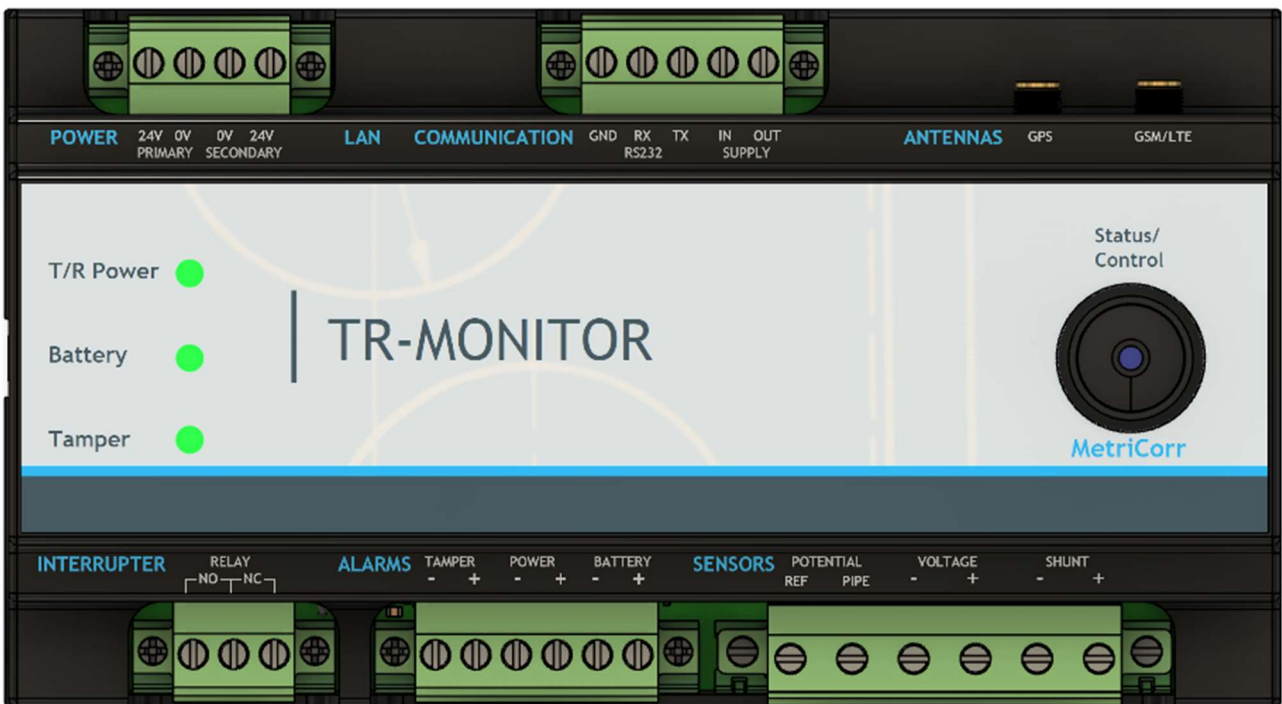 POWER 24V 0V 0V 24V LAN COMMUNICATION GND RX TX IN OUT ANTENNAS GPS GSM/LTE
PRIMARY SECONDARY RS232 SUPPLY
Status/
Control
T/R Power
TR-MONITOR
Battery
Tamper
MetriCorr
INTERRUPTER RELAY ALARMS TAMPER POWER BATTERY SENSORS POTENTIAL VOLTAGE SHUNT
NO NC - + - + - + REF PIPE - + - +